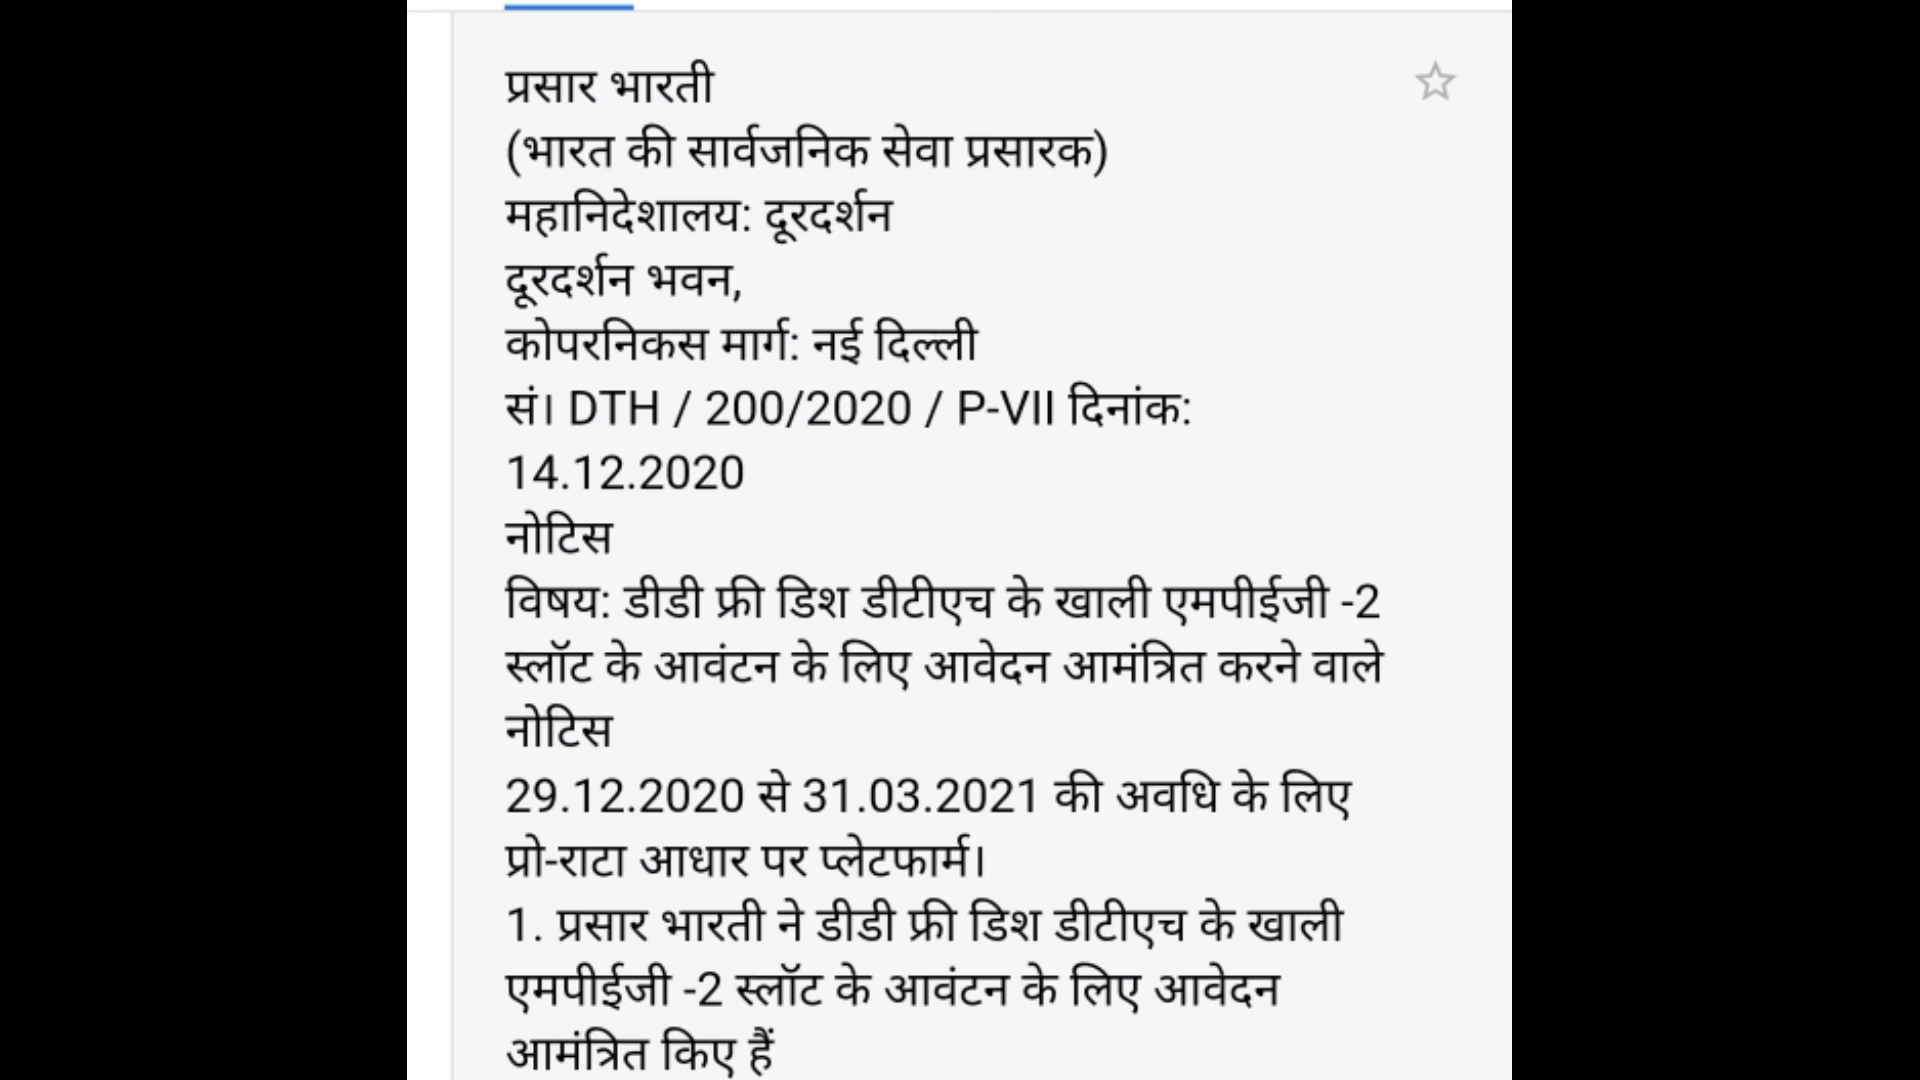 प्रसार भारती
(भारत की सार्वजनिक सेवा प्रसारक)
महानिदेशालय: दूरदर्शन
दूरदर्शन भवन,
कोपरनिकस मार्ग: नई दिल्ली
सं। DTH / 200/2020 / P-VII दिनांक:
14.12.2020
नोटिस
विषय: डीडी फ्री डिश डीटीएच के खाली एमपीईजी -2
स्लॉट के आवंटन के लिए आवेदन आमंत्रित करने वाले
नोटिस
29.12.2020 से 31.03.2021 की अवधि के लिए
प्रो-राटा आधार पर प्लेटफार्म।
1. प्रसार भारती ने डीडी फ्री डिश डीटीएच के खाली
एमपीईजी -2 स्लॉट के आवंटन के लिए आवेदन
आमंत्रित किए हैं